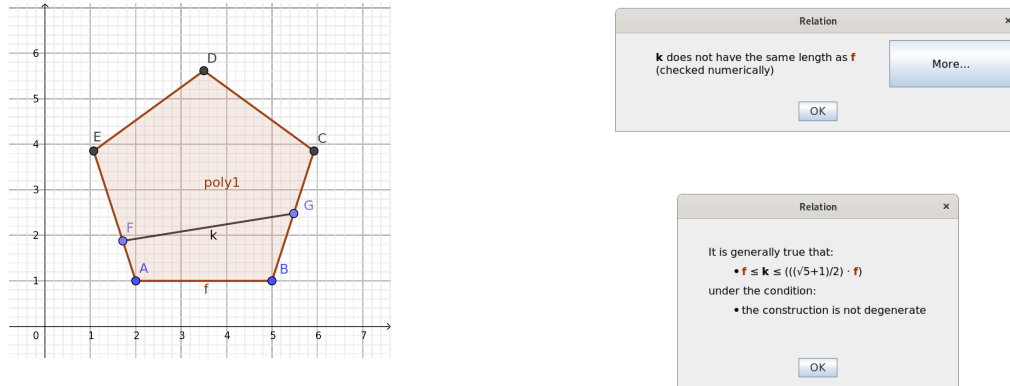 6
D
5
E
C
4
poly1
3
G
F
2
k
A
B
1
f
0
1
2
3
4
5
6
7
Relation
×
k does not have the same length as f
(checked numerically)
More...
OK
Relation
×
It is generally true that:
• f ≤ k ≤ (((√5+1)/2) · f)
under the condition:
• the construction is not degenerate
OK